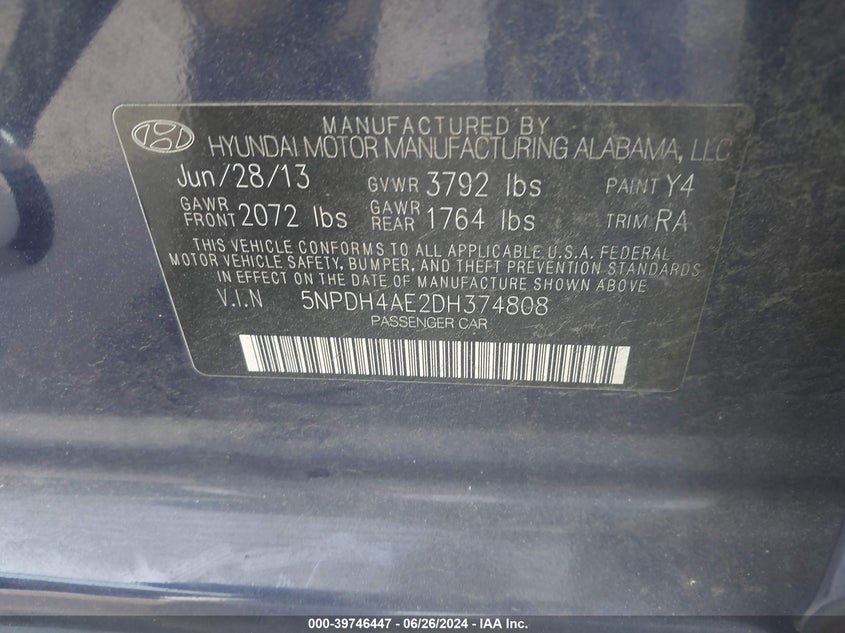 MANUFACTURED BY
HYUNDAI MOTOR MANUFACTURING ALABAMA, LLC
Jun/28/13 GVWR 3792 lbs PAINT Y4
GAWR FRONT 2072 lbs GAWR REAR 1764 lbs TRIM RA
THIS VEHICLE CONFORMS TO ALL APPLICABLE U.S.A. FEDERAL
MOTOR VEHICLE SAFETY, BUMPER, AND THEFT PREVENTION STANDARDS
IN EFFECT ON THE DATE OF MANUFACTURE SHOWN ABOVE
V.I.N 5NPDH4AE2DH374808
PASSENGER CAR
000-39746447 - 06/26/2024 - IAA Inc.